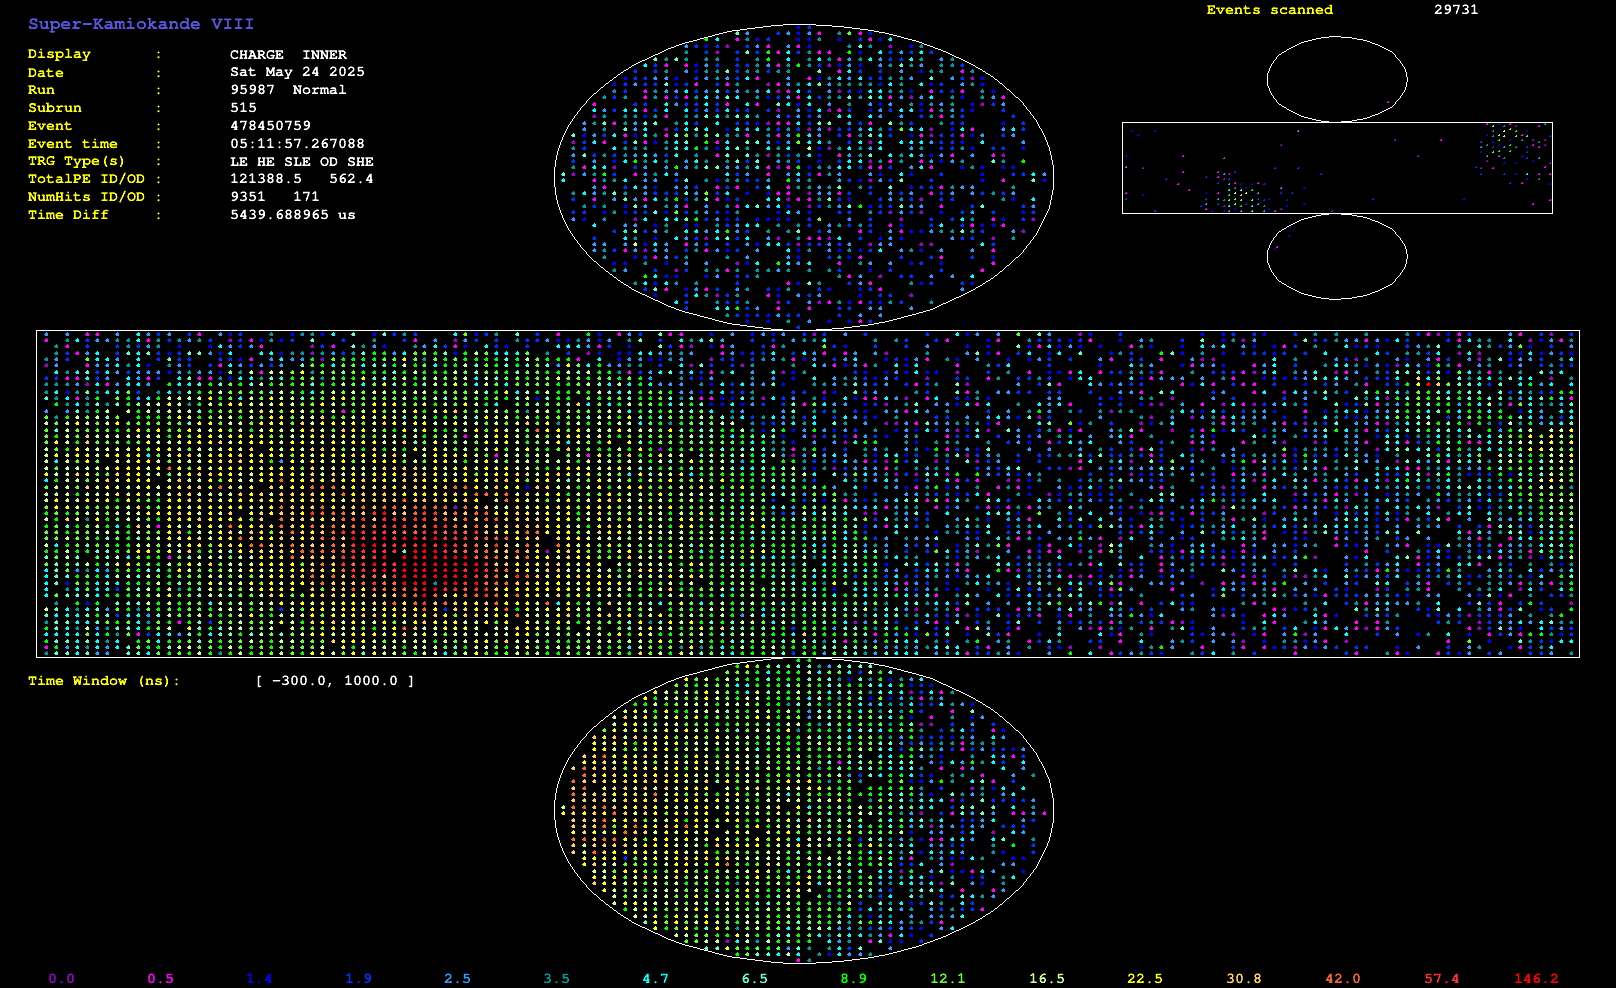 Super-Kamiokande VIII
Events scanned 29731
Display : CHARGE INNER
Date : Sat May 24 2025
Run : 95987 Normal
Subrun : 515
Event : 478450759
Event time : 05:11:57.267088
TRG Type(s) : LE HE SLE OD SHE
TotalPE ID/OD : 121388.5 562.4
NumHits ID/OD : 9351 171
Time Diff : 5439.688965 us
Time Window (ns): [ -300.0, 1000.0 ]
0.0 0.5 1.4 1.9 2.5 3.5 4.7 6.5 8.9 12.1 16.5 22.5 30.8 42.0 57.4 146.2